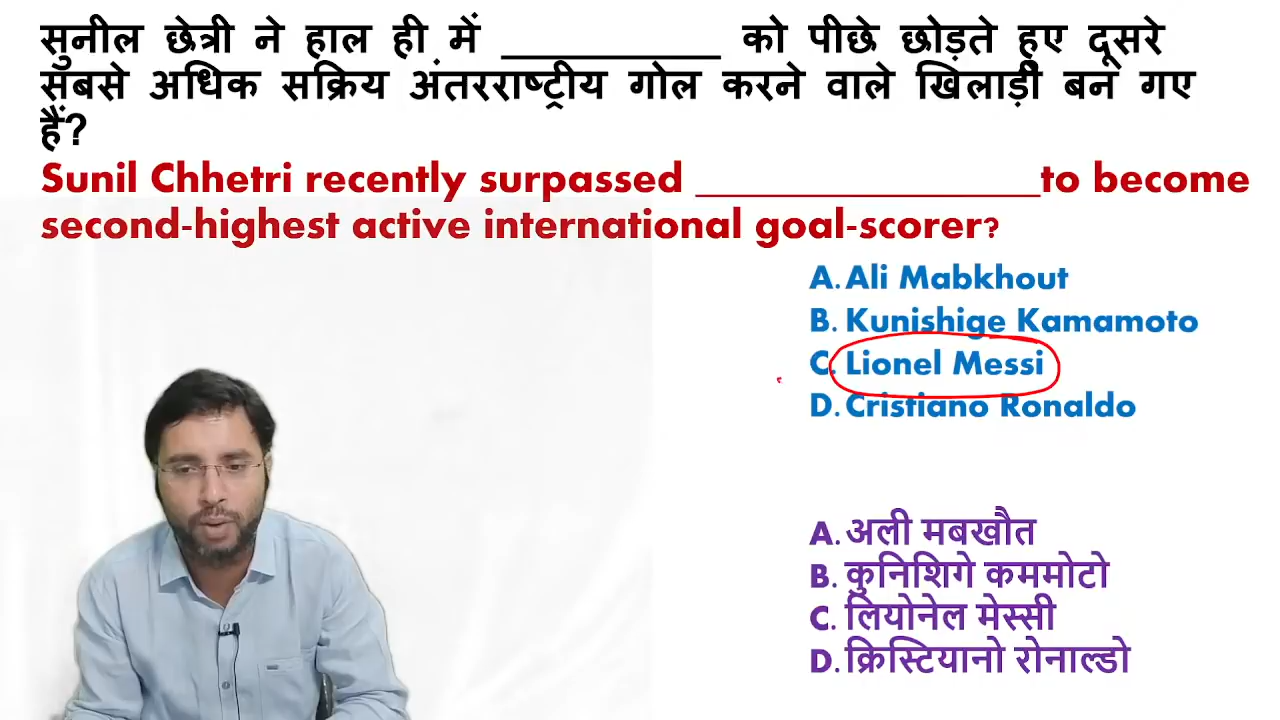 सुनील छेत्री ने हाल ही में ___________ को पीछे छोड़ते हुए दूसरे
सबसे अधिक सक्रिय अंतरराष्ट्रीय गोल करने वाले खिलाड़ी बन गए
हैं?
Sunil Chhetri recently surpassed _________________to become
second-highest active international goal-scorer?
A. Ali Mabkhout
B. Kunishige Kamamoto
C. Lionel Messi
D. Cristiano Ronaldo
A. अली मबखौत
B. कुनिशिगे कममोटो
C. लियोनेल मेस्सी
D. क्रिस्टियानो रोनाल्डो